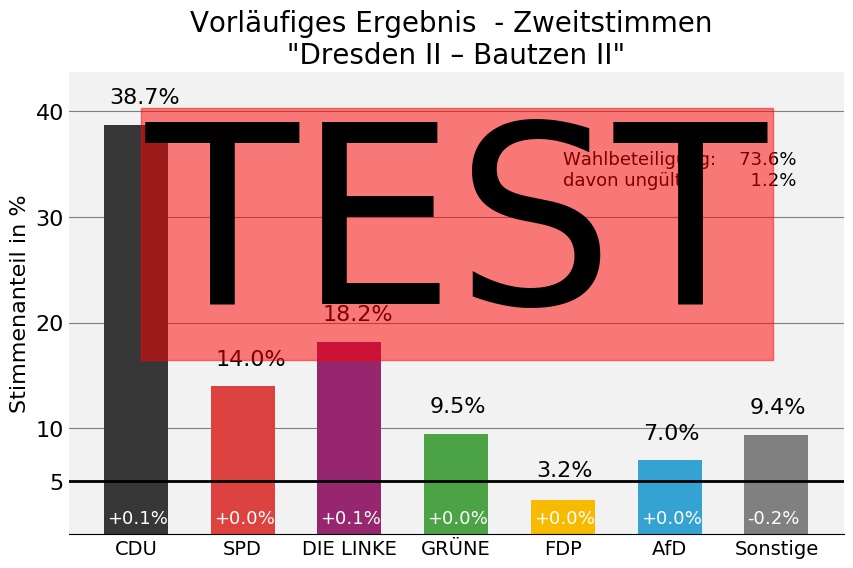 Vorläufiges Ergebnis - Zweitstimmen
"Dresden II – Bautzen II"
38.7%
40
TEST
Wahlbeteiligung: 73.6%
davon ungült 1.2%
30
Stimmenanteil in %
20
18.2%
14.0%
9.5%
9.4%
10
7.0%
3.2%
5
+0.1% +0.0% +0.1% +0.0% +0.0% +0.0% -0.2%
CDU SPD DIE LINKE GRÜNE FDP AfD Sonstige